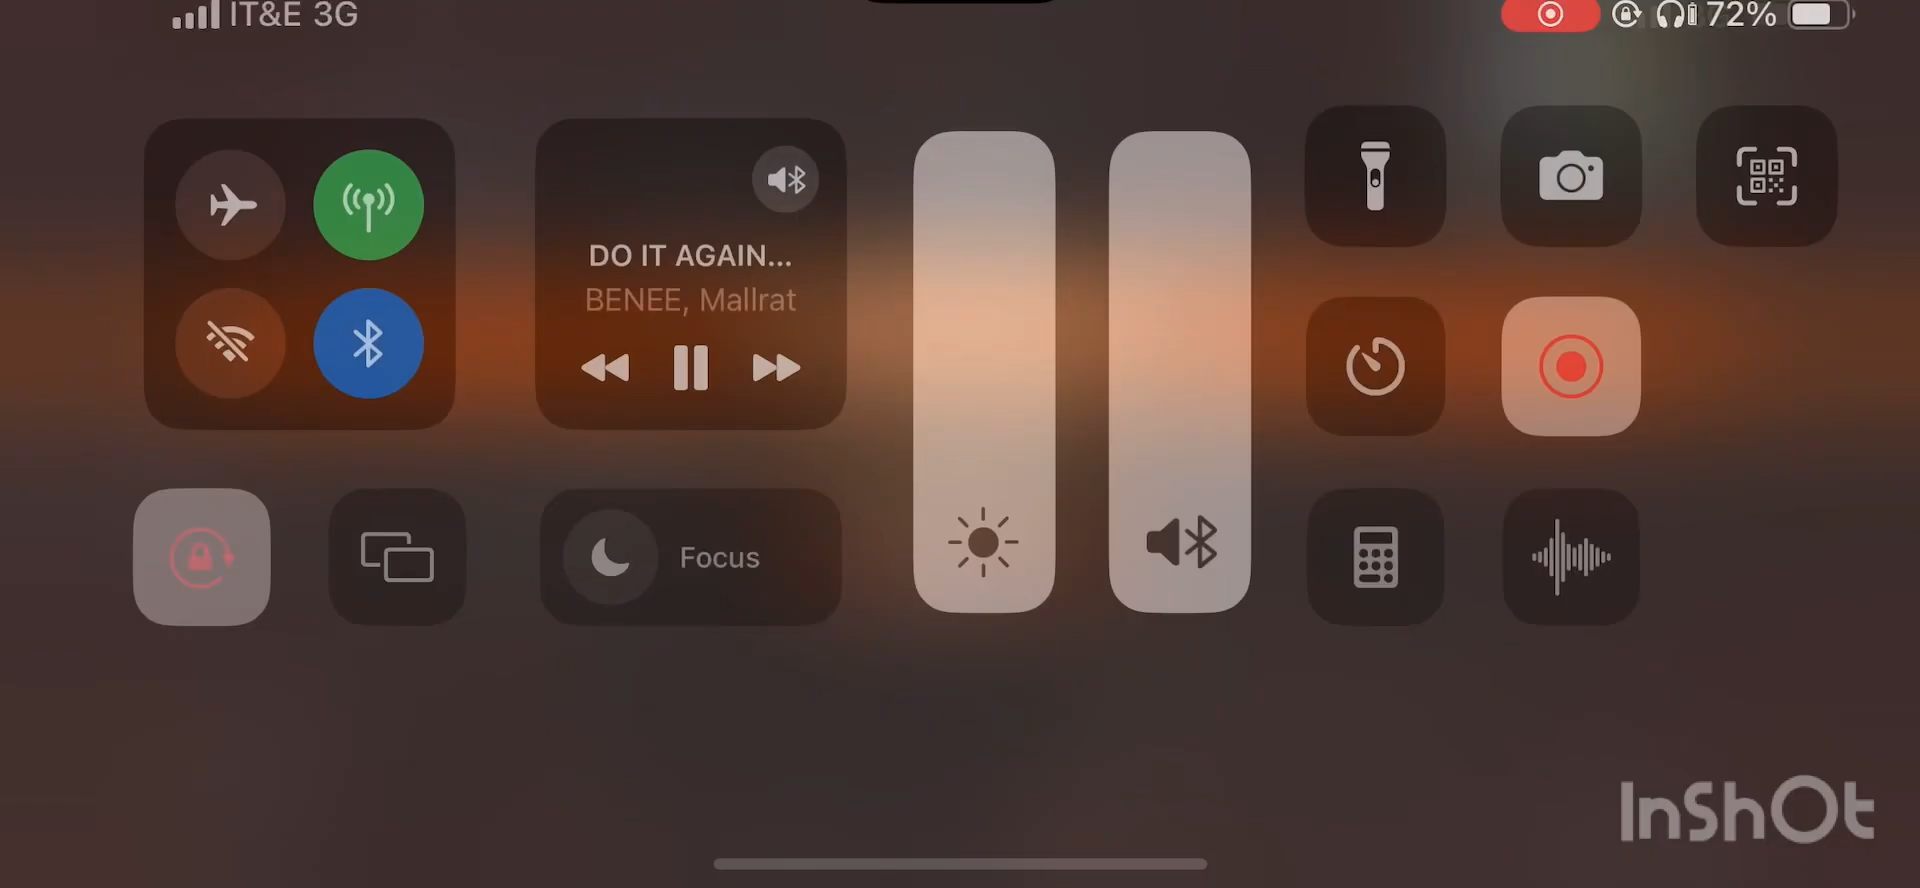 IT&E 3G
72%
DO IT AGAIN...
BENEE, Mallrat
Focus
InShOt